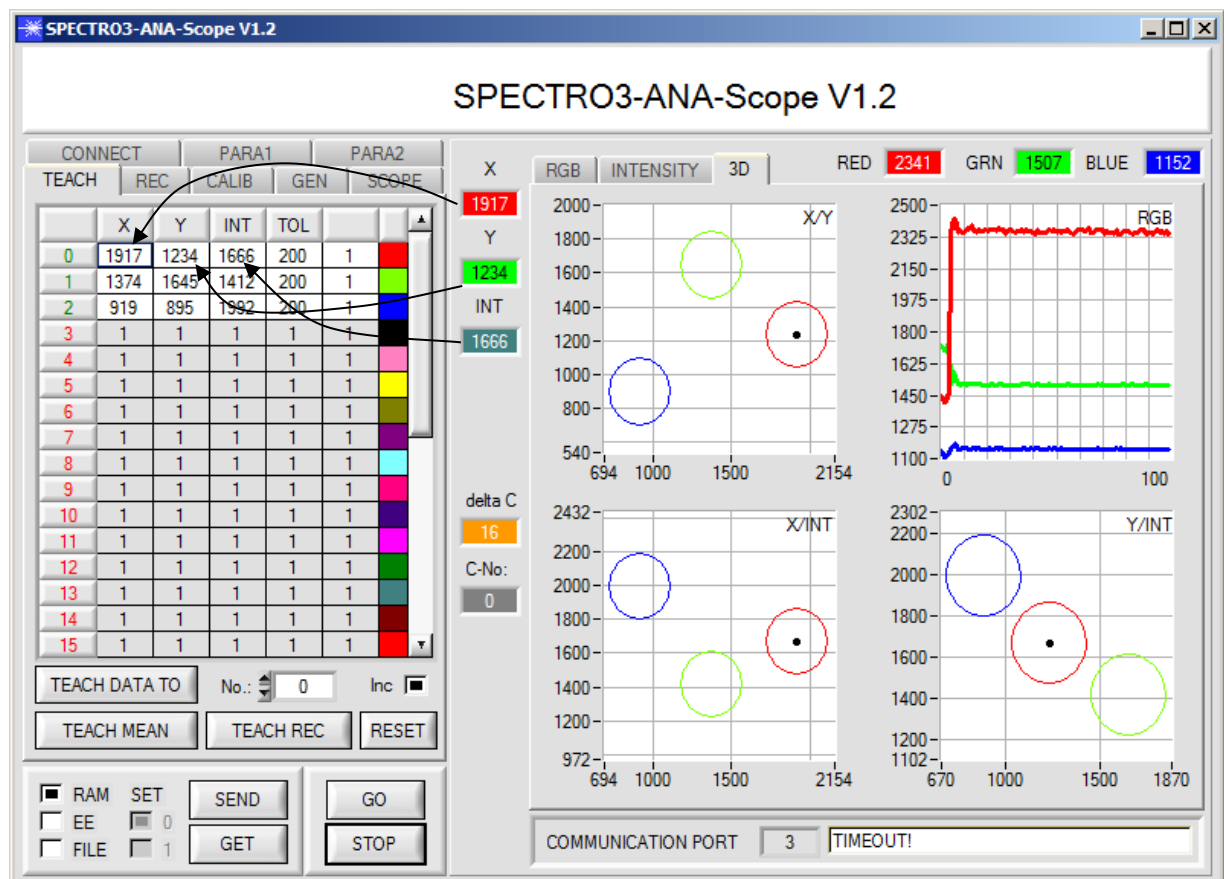 SPECTRO3-ANA-Scope V1.2
SPECTRO3-ANA-Scope V1.2
CONNECT PARA1 PARA2
TEACH REC CALIB GEN SCOPE
X Y INT TOL
0 1917 1234 1666 200 1
1 1374 1645 1412 200 1
2 919 895 1992 200 1
3 1 1 1 1 1
4 1 1 1 1 1
5 1 1 1 1 1
6 1 1 1 1 1
7 1 1 1 1 1
8 1 1 1 1 1
9 1 1 1 1 1
10 1 1 1 1 1
11 1 1 1 1 1
12 1 1 1 1 1
13 1 1 1 1 1
14 1 1 1 1 1
15 1 1 1 1 1
TEACH DATA TO No.: 0 Inc
TEACH MEAN TEACH REC RESET
RAM SET SEND GO
EE 0
FILE 1 GET STOP
X
1917
Y
1234
INT
1666
delta C
16
C-No:
0
RGB INTENSITY 3D RED 2341 GRN 1507 BLUE 1152
X/Y
2000
1800
1600
1400
1200
1000
800
540
694 1000 1500 2154
RGB
2500
2325
2150
1975
1800
1625
1450
1275
1100
0 100
X/INT
2432
2200
2000
1800
1600
1400
1200
972
694 1000 1500 2154
Y/INT
2302
2200
2000
1800
1600
1400
1200
1102
670 1000 1500 1870
COMMUNICATION PORT 3 TIMEOUT!